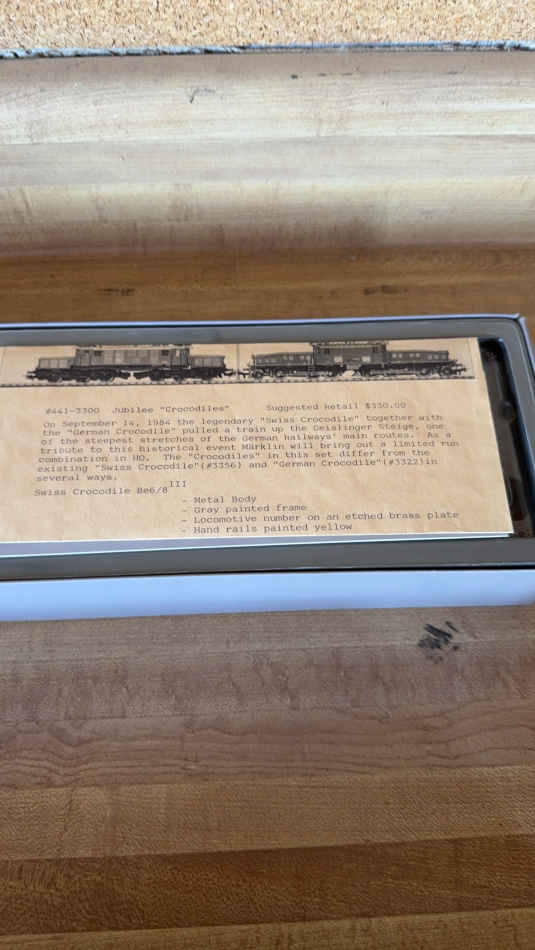 #441-3300 Jubilee "Crocodiles" Suggested Retail $350.00
On September 14, 1984 the legendary "Swiss Crocodile" together with
the "German Crocodile" pulled a train up the Geislinger Steige, one
of the steepest stretches of the German railways' main routes. As a
tribute to this historical event Märklin will bring out a limited run
combination in HO. The "Crocodiles" in this set differ from the
existing "Swiss Crocodile"(#3356) and "German Crocodile"(#3322)in
several ways.
Swiss Crocodile Be6/8 III
- Metal Body
- Gray painted frame
- Locomotive number on an etched brass plate
- Hand rails painted yellow